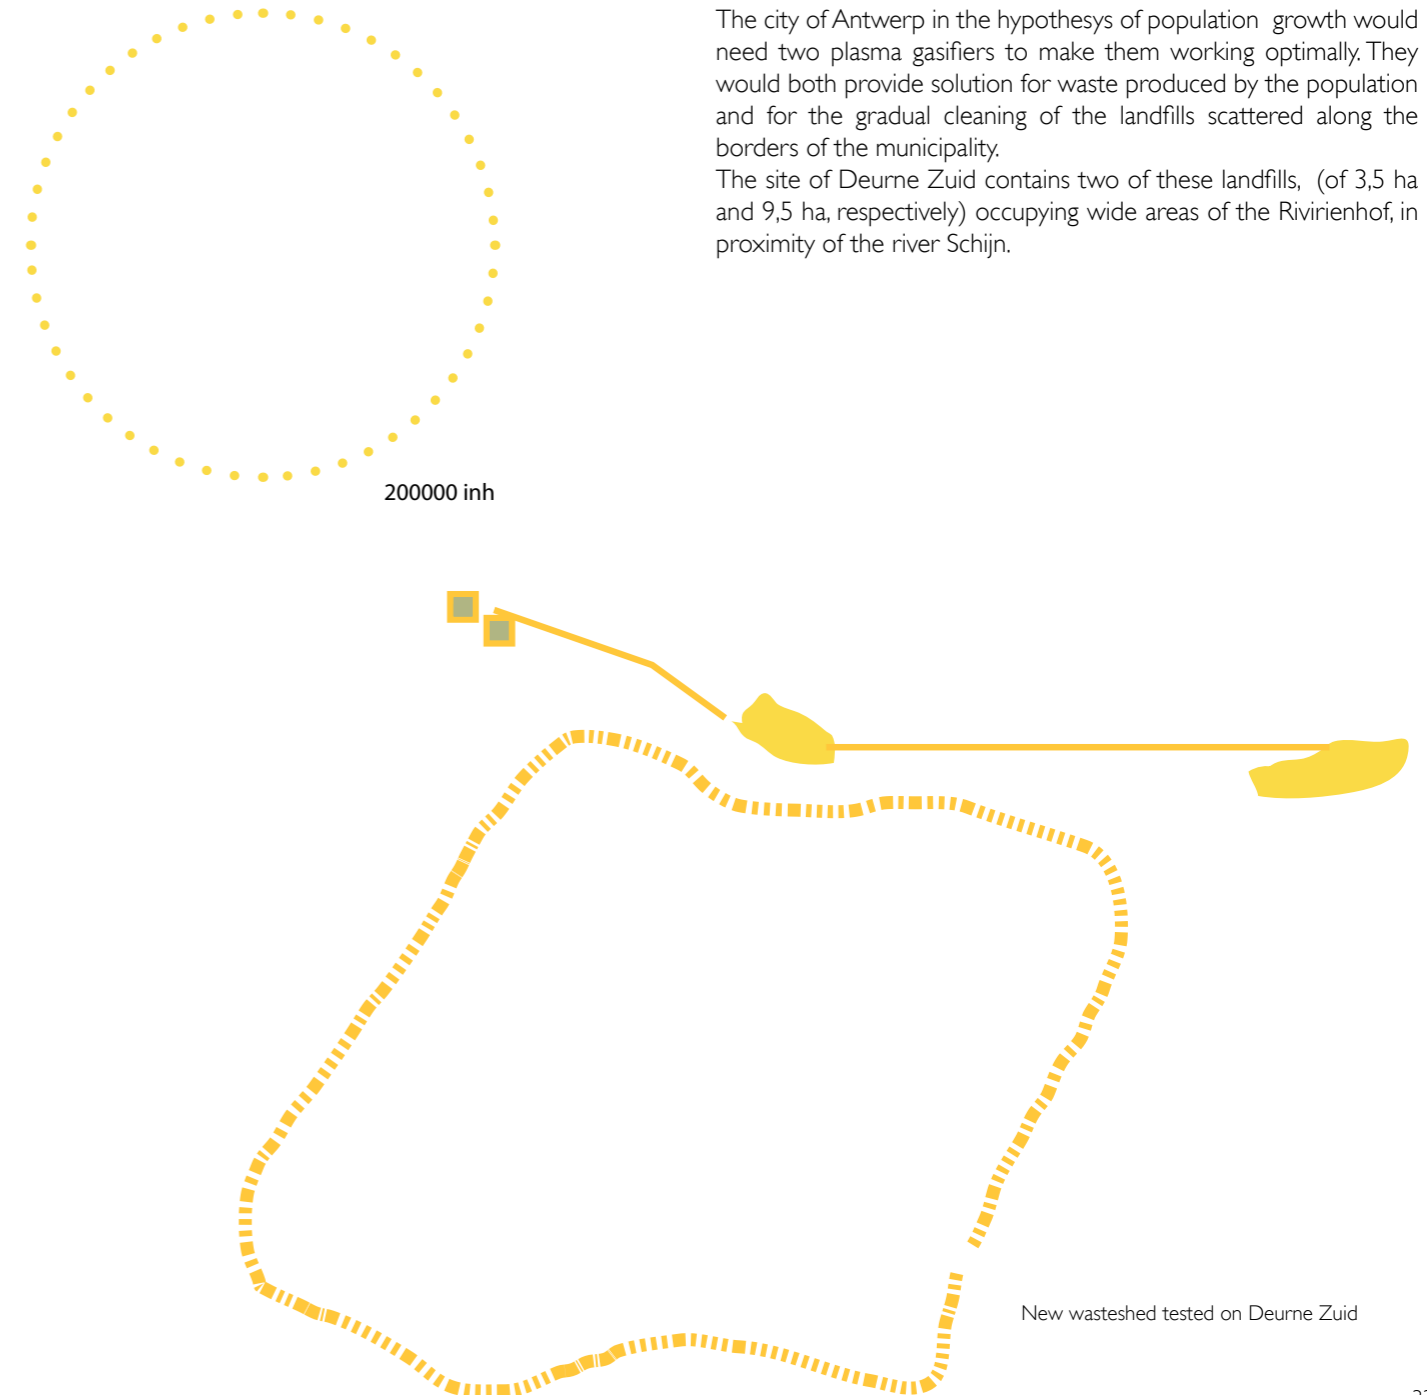 The city of Antwerp in the hypothesys of population growth would
need two plasma gasifiers to make them working optimally. They
would both provide solution for waste produced by the population
and for the gradual cleaning of the landfills scattered along the
borders of the municipality.
The site of Deurne Zuid contains two of these landfills, (of 3,5 ha
and 9,5 ha, respectively) occupying wide areas of the Rivirienhof, in
proximity of the river Schijn.
200000 inh
New wasteshed tested on Deurne Zuid